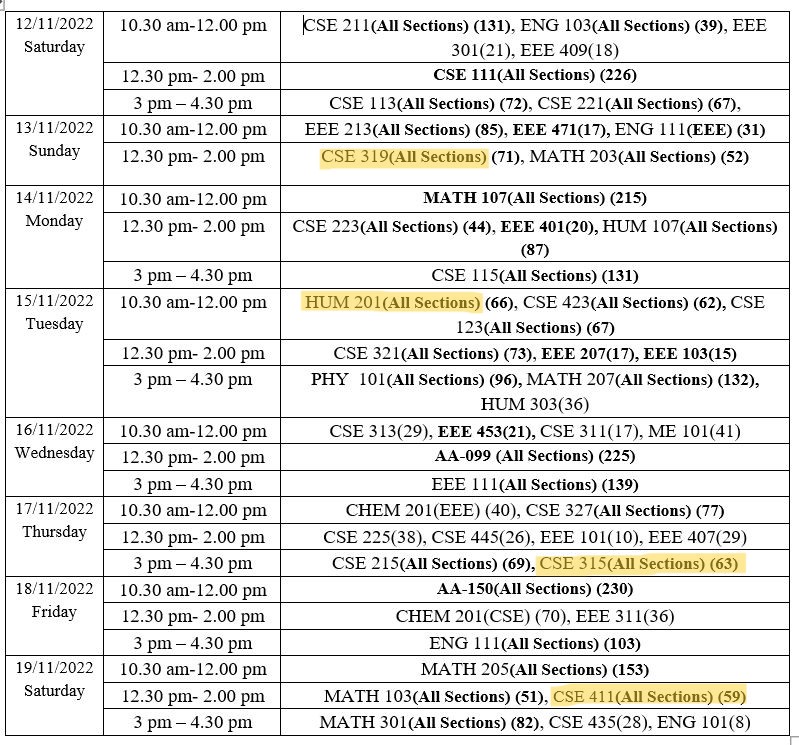 12/11/2022
Saturday
10.30 am-12.00 pm
CSE 211(All Sections) (131), ENG 103(All Sections) (39), EEE
301(21), EEE 409(18)
12.30 pm- 2.00 pm
CSE 111(All Sections) (226)
3 pm – 4.30 pm
CSE 113(All Sections) (72), CSE 221(All Sections) (67),
13/11/2022
Sunday
10.30 am-12.00 pm
EEE 213(All Sections) (85), EEE 471(17), ENG 111(EEE) (31)
12.30 pm- 2.00 pm
CSE 319(All Sections) (71), MATH 203(All Sections) (52)
14/11/2022
Monday
10.30 am-12.00 pm
MATH 107(All Sections) (215)
12.30 pm- 2.00 pm
CSE 223(All Sections) (44), EEE 401(20), HUM 107(All Sections)
(87)
3 pm – 4.30 pm
CSE 115(All Sections) (131)
15/11/2022
Tuesday
10.30 am-12.00 pm
HUM 201(All Sections) (66), CSE 423(All Sections) (62), CSE
123(All Sections) (67)
12.30 pm- 2.00 pm
CSE 321(All Sections) (73), EEE 207(17), EEE 103(15)
3 pm – 4.30 pm
PHY 101(All Sections) (96), MATH 207(All Sections) (132),
HUM 303(36)
16/11/2022
Wednesday
10.30 am-12.00 pm
CSE 313(29), EEE 453(21), CSE 311(17), ME 101(41)
12.30 pm- 2.00 pm
AA-099 (All Sections) (225)
3 pm – 4.30 pm
EEE 111(All Sections) (139)
17/11/2022
Thursday
10.30 am-12.00 pm
CHEM 201(EEE) (40), CSE 327(All Sections) (77)
12.30 pm- 2.00 pm
CSE 225(38), CSE 445(26), EEE 101(10), EEE 407(29)
3 pm – 4.30 pm
CSE 215(All Sections) (69), CSE 315(All Sections) (63)
18/11/2022
Friday
10.30 am-12.00 pm
AA-150(All Sections) (230)
12.30 pm- 2.00 pm
CHEM 201(CSE) (70), EEE 311(36)
3 pm – 4.30 pm
ENG 111(All Sections) (103)
19/11/2022
Saturday
10.30 am-12.00 pm
MATH 205(All Sections) (153)
12.30 pm- 2.00 pm
MATH 103(All Sections) (51), CSE 411(All Sections) (59)
3 pm – 4.30 pm
MATH 301(All Sections) (82), CSE 435(28), ENG 101(8)